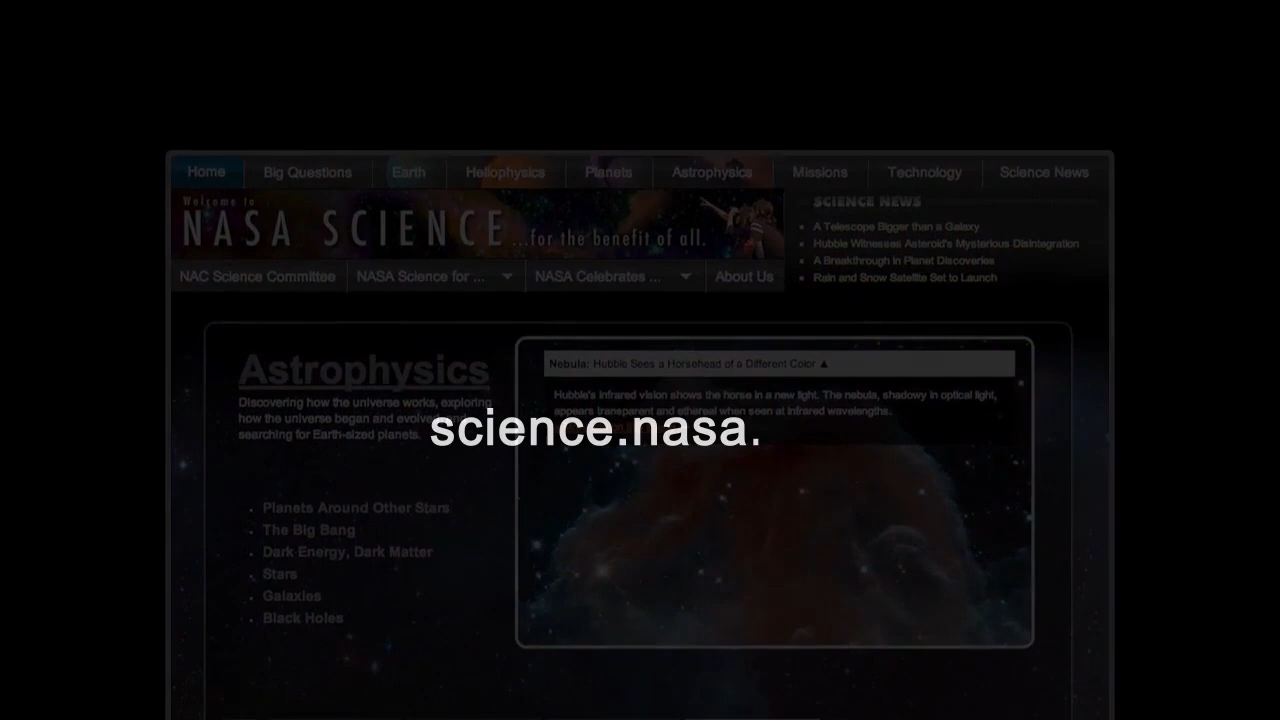 Home Big Questions Earth Heliophysics Planets Astrophysics Missions Technology Science News
Welcome to
NASA SCIENCE ...for the benefit of all.
NAC Science Committee NASA Science for ... NASA Celebrates ... About Us
SCIENCE NEWS
A Telescope Bigger than a Galaxy
Hubble Witnesses Asteroid's Mysterious Disintegration
A Breakthrough in Planet Discoveries
Rain and Snow Satellite Set to Launch
Astrophysics
Discovering how the universe works, exploring
how the universe began and evolved, and
searching for Earth-sized planets.
Nebula: Hubble Sees a Horsehead of a Different Color ▲
Hubble's infrared vision shows the horse in a new light. The nebula, shadowy in optical light,
appears transparent and ethereal when seen at infrared wavelengths.
science.nasa.
Planets Around Other Stars
The Big Bang
Dark Energy, Dark Matter
Stars
Galaxies
Black Holes